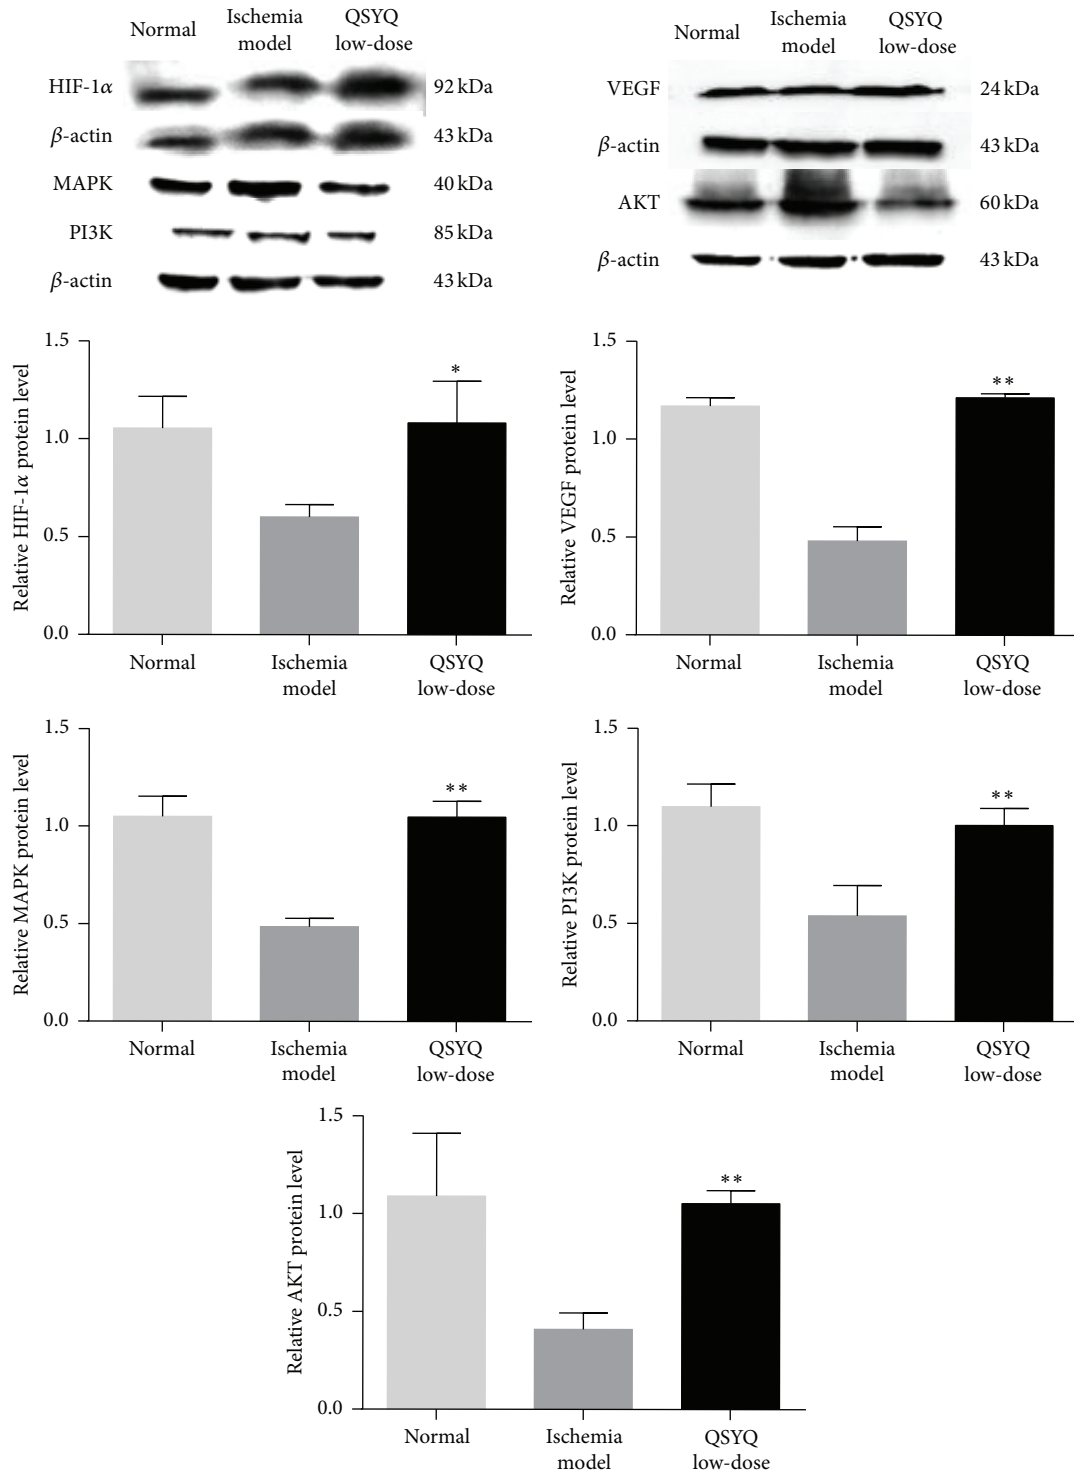 Normal
Ischemia
model
QSYQ
low-dose
HIF-1α
92 kDa
β-actin
43 kDa
MAPK
40 kDa
PI3K
85 kDa
β-actin
43 kDa
Normal
Ischemia
model
QSYQ
low-dose
VEGF
24 kDa
β-actin
43 kDa
AKT
60 kDa
β-actin
43 kDa
Relative HIF-1α protein level
1.5
1.0
0.5
0.0
*
Normal
Ischemia
model
QSYQ
low-dose
Relative VEGF protein level
1.5
1.0
0.5
0.0
**
Normal
Ischemia
model
QSYQ
low-dose
Relative MAPK protein level
1.5
1.0
0.5
0.0
**
Normal
Ischemia
model
QSYQ
low-dose
Relative PI3K protein level
1.5
1.0
0.5
0.0
**
Normal
Ischemia
model
QSYQ
low-dose
Relative AKT protein level
1.5
1.0
0.5
0.0
**
Normal
Ischemia
model
QSYQ
low-dose